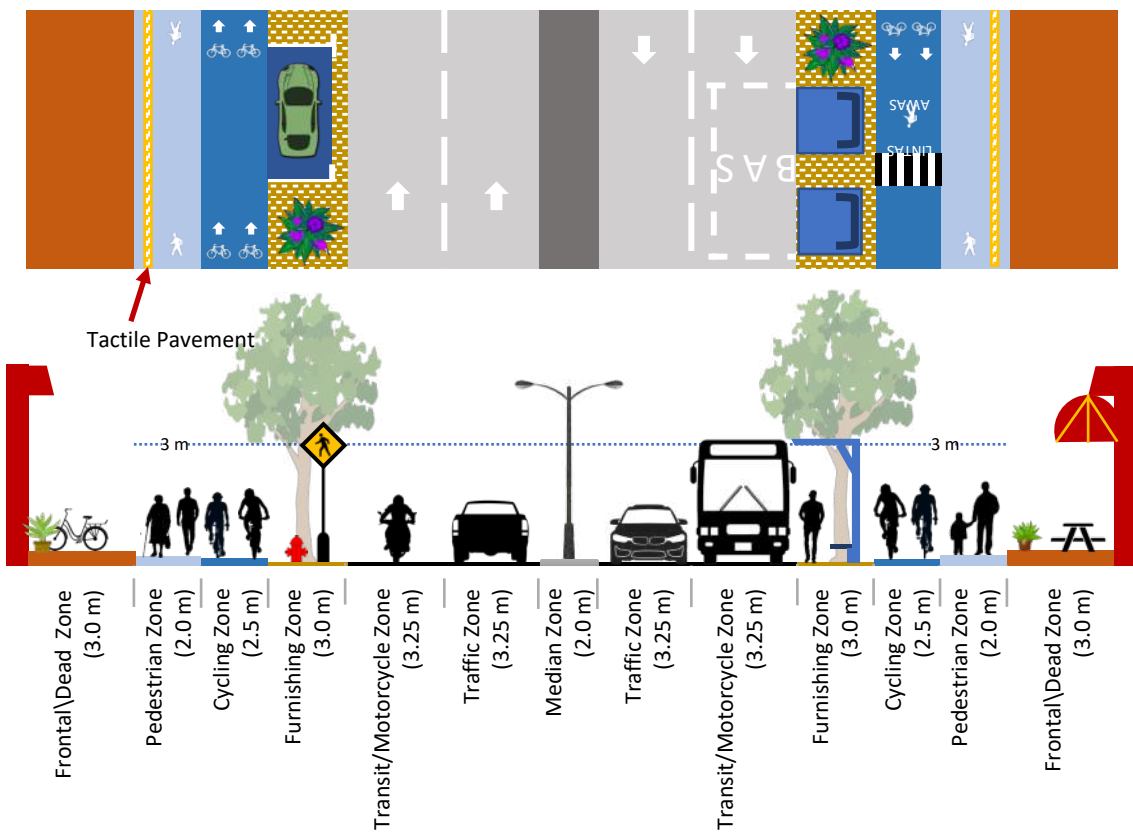 AWAS
LINTAS
BAS
Tactile Pavement
3 m
3 m
Frontal\Dead Zone
(3.0 m)
Pedestrian Zone
(2.0 m)
Cycling Zone
(2.5 m)
Furnishing Zone
(3.0 m)
Transit/Motorcycle Zone
(3.25 m)
Traffic Zone
(3.25 m)
Median Zone
(2.0 m)
Traffic Zone
(3.25 m)
Transit/Motorcycle Zone
(3.25 m)
Furnishing Zone
(3.0 m)
Cycling Zone
(2.5 m)
Pedestrian Zone
(2.0 m)
Frontal\Dead Zone
(3.0 m)